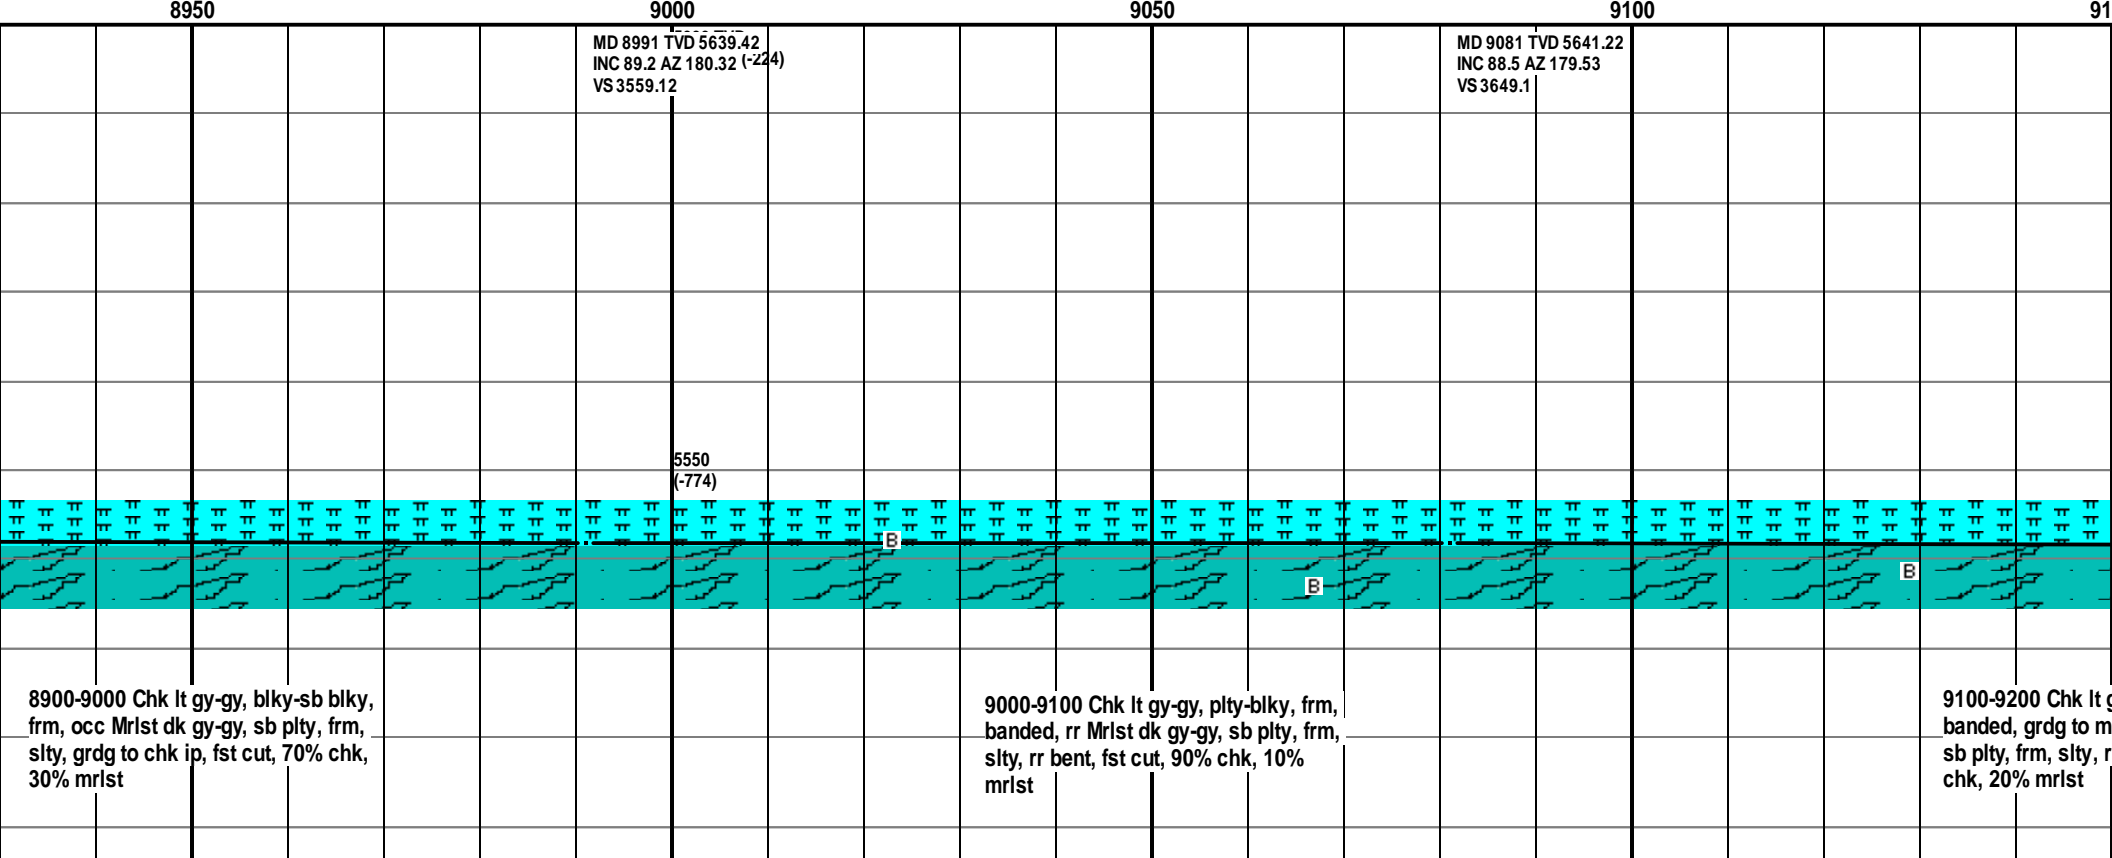 8950
9000
9050
9100
91
MD 8991 TVD 5639.42
INC 89.2 AZ 180.32 (-224)
VS 3559.12
MD 9081 TVD 5641.22
INC 88.5 AZ 179.53
VS 3649.1
5550
(-774)
B
B
B
8900-9000 Chk lt gy-gy, blky-sb blky,
frm, occ Mrlst dk gy-gy, sb plty, frm,
slty, grdg to chk ip, fst cut, 70% chk,
30% mrlst
9000-9100 Chk lt gy-gy, plty-blky, frm,
banded, rr Mrlst dk gy-gy, sb plty, frm,
slty, rr bent, fst cut, 90% chk, 10%
mrlst
9100-9200 Chk lt g
banded, grdg to m
sb plty, frm, slty, r
chk, 20% mrlst